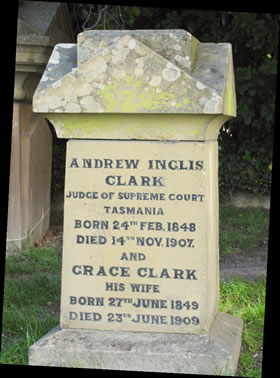 ANDREW INGLIS
CLARK
JUDGE OF SUPREME COURT
TASMANIA
BORN 24TH FEB. 1848
DIED 14TH NOV. 1907.
AND
GRACE CLARK
HIS WIFE
BORN 27TH JUNE 1849
DIED 23RD JUNE 1909